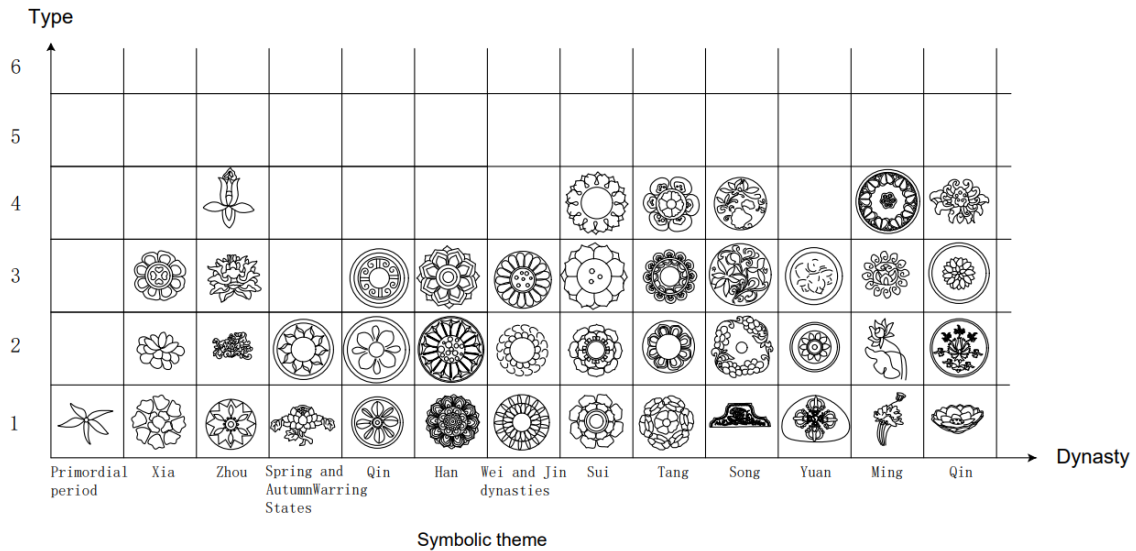 Type
6
5
4
3
2
1
Primordial period
Xia
Zhou
Spring and
AutumnWarring
States
Qin
Han
Wei and Jin
dynasties
Sui
Tang
Song
Yuan
Ming
Qin
Dynasty
Symbolic theme